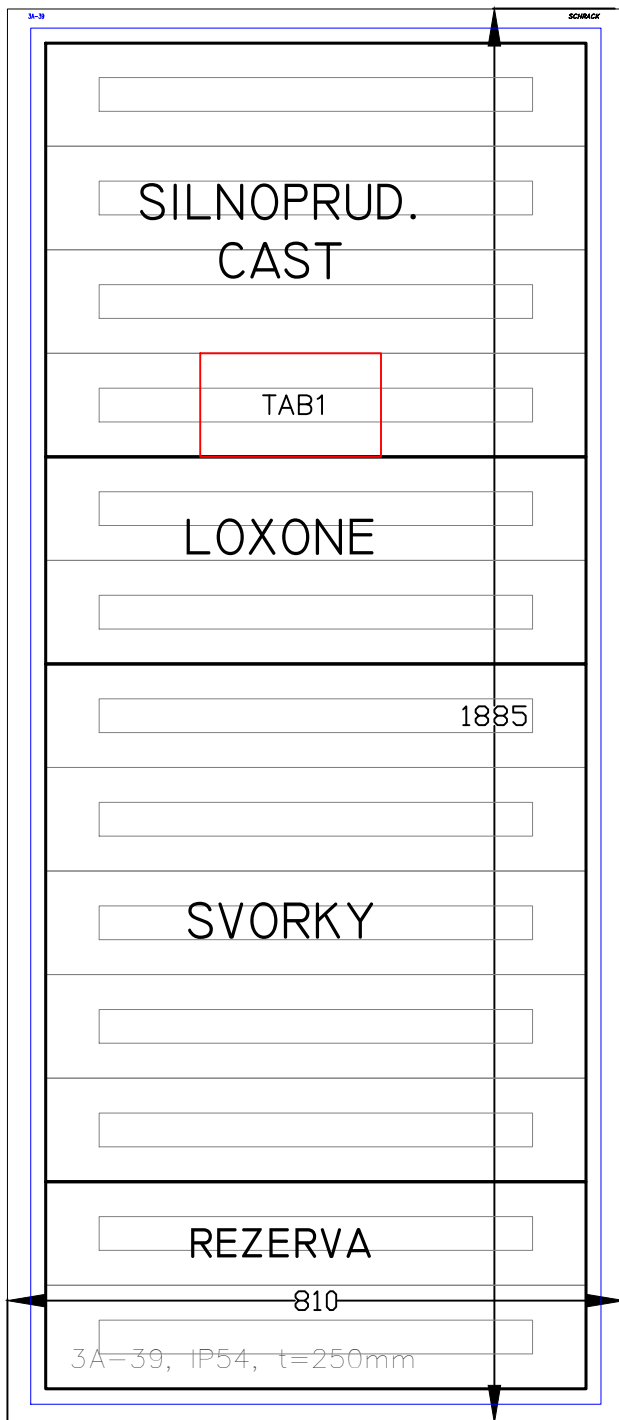 3A-39
SCHRACK
SILNOPRUD.
CAST
TAB1
LOXONE
1885
SVORKY
REZERVA
810
3A-39, IP54, t=250mm